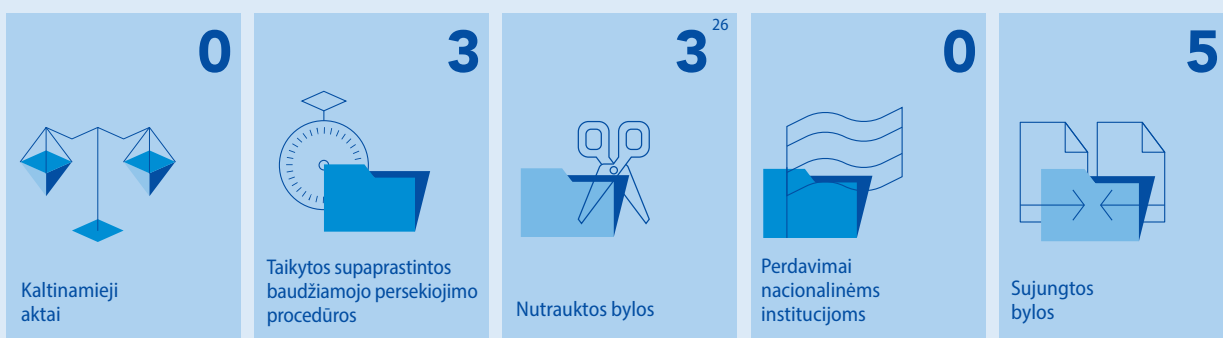 0
Kaltinamieji
aktai
3
Taikytos supaprastintos
baudžiamojo persekiojimo
procedūros
3 26
Nutrauktos bylos
0
Perdavimai
nacionalinėms
institucijoms
5
Sujungtos
bylos